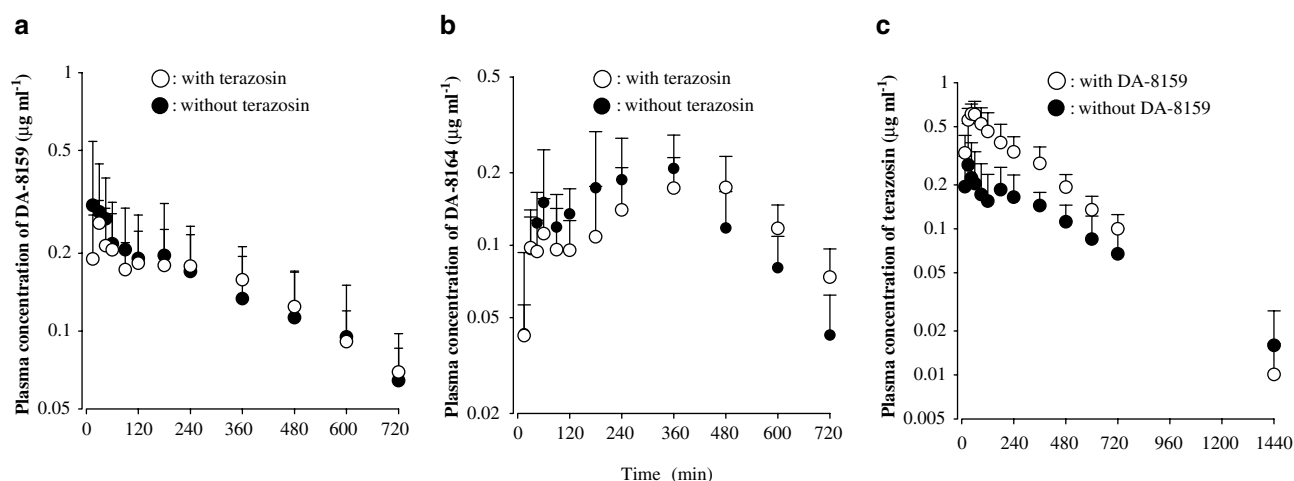 a
Plasma concentration of DA-8159 (µg ml⁻¹)
○ : with terazosin
● : without terazosin
1
0.5
0.2
0.1
0.05
0 120 240 360 480 600 720
b
Plasma concentration of DA-8164 (µg ml⁻¹)
○ : with terazosin
● : without terazosin
0.5
0.2
0.1
0.05
0.02
0 120 240 360 480 600 720
Time (min)
c
Plasma concentration of terazosin (µg ml⁻¹)
○ : with DA-8159
● : without DA-8159
1
0.5
0.2
0.1
0.05
0.02
0.01
0.005
0 240 480 720 960 1200 1440